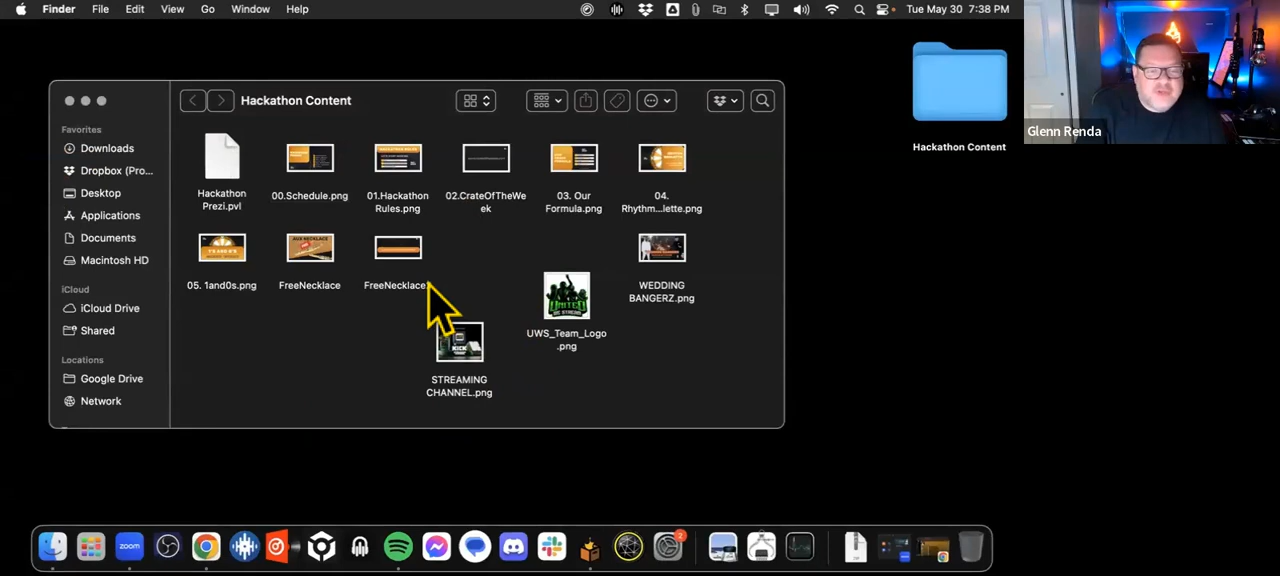 Finder File Edit View Go Window Help
Tue May 30 7:38 PM
Glenn Renda
Hackathon Content
Hackathon Content
Favorites
Downloads
Dropbox (Pro...
Desktop
Applications
Documents
Macintosh HD
iCloud
iCloud Drive
Shared
Locations
Google Drive
Network
Hackathon
Prezi.pvl
00.Schedule.png
01.Hackathon
Rules.png
02.CrateOfTheWe
ek
03. Our
Formula.png
04.
Rhythm...lette.png
05. 1and0s.png
FreeNecklace
FreeNecklace
WEDDING
BANGERZ.png
UWS_Team_Logo
.png
STREAMING
CHANNEL.png
KICK
UNITED
zoom
2